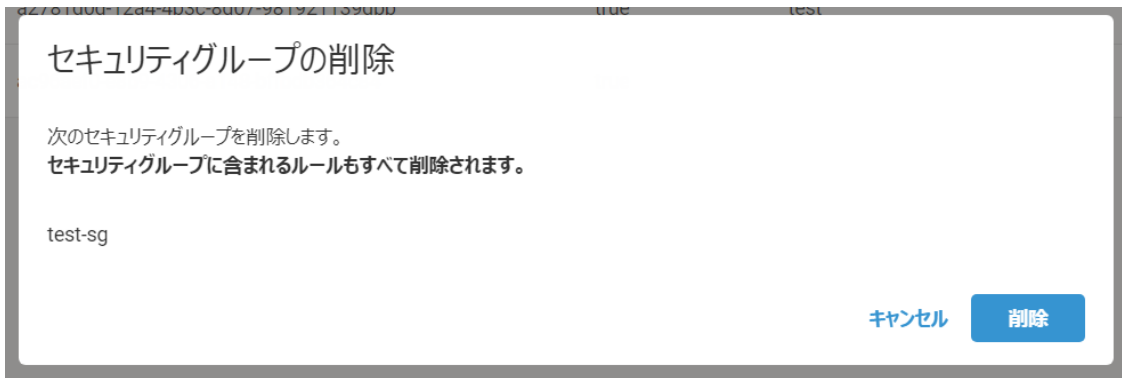 true test
セキュリティグループの削除
次のセキュリティグループを削除します。
セキュリティグループに含まれるルールもすべて削除されます。
test-sg
キャンセル 削除